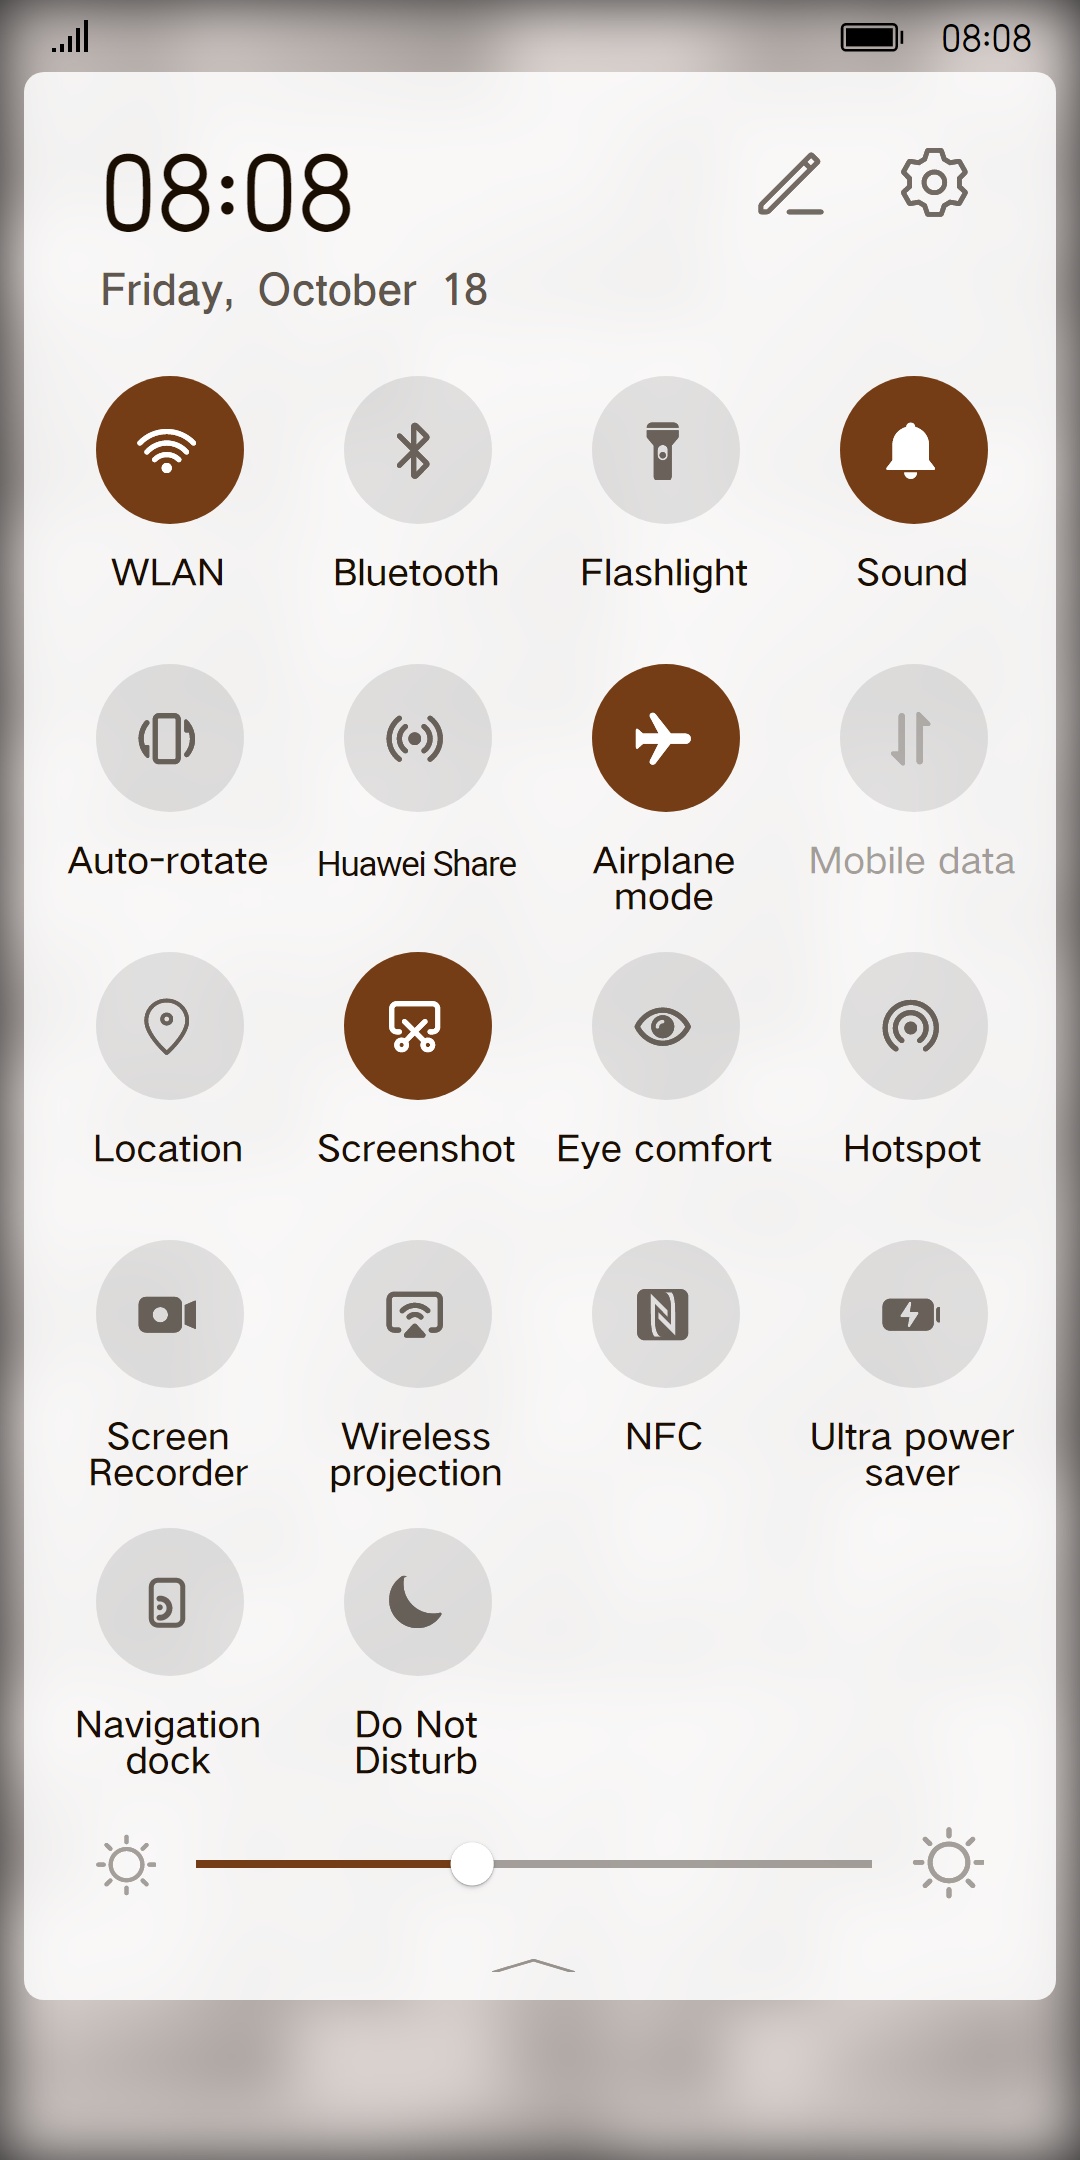 08:08
08:08
Friday, October 18
WLAN
Bluetooth
Flashlight
Sound
Auto-rotate
Huawei Share
Airplane
mode
Mobile data
Location
Screenshot
Eye comfort
Hotspot
Screen
Recorder
Wireless
projection
NFC
Ultra power
saver
Navigation
dock
Do Not
Disturb